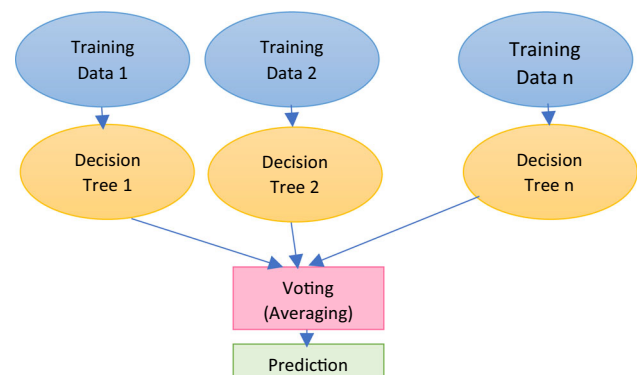 Training
Data 1
Training
Data 2
Training
Data n
Decision
Tree 1
Decision
Tree 2
Decision
Tree n
Voting
(Averaging)
Prediction